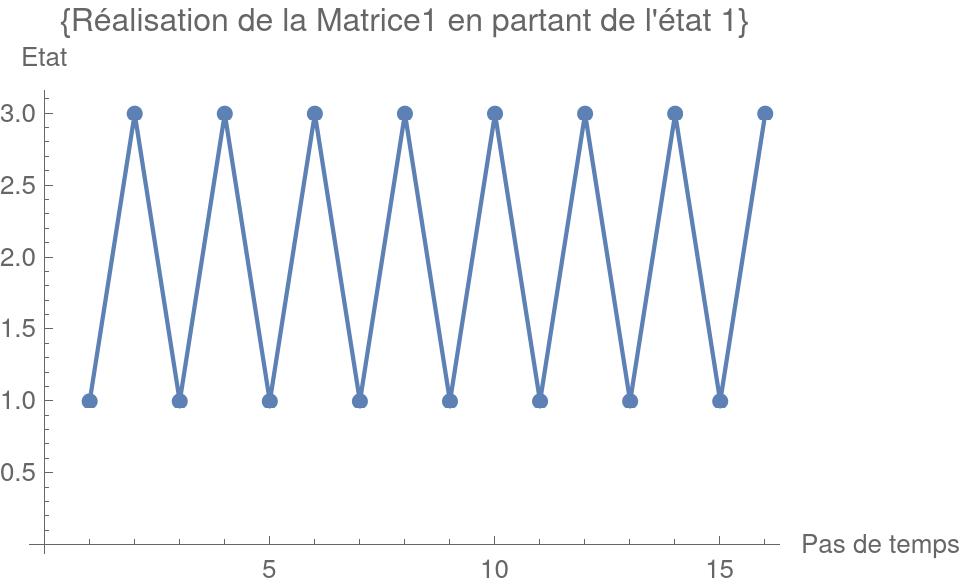 {Réalisation de la Matrice1 en partant de l'état 1}
Etat
3.0
2.5
2.0
1.5
1.0
0.5
Pas de temps
5 10 15